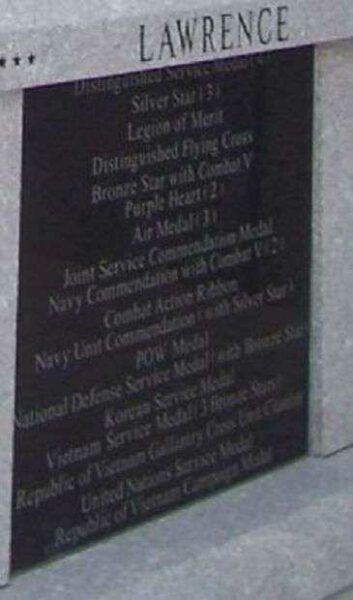 *** LAWRENCE
Distinguished Service Medal
Silver Star (3)
Legion of Merit
Distinguished Flying Cross
Bronze Star with Combat V
Purple Heart (2)
Air Medal (3)
Joint Service Commendation Medal
Navy Commendation with Combat V (2)
Combat Action Ribbon
Navy Unit Commendation (with Silver Star)
POW Medal
National Defense Service Medal (with Bronze Star
Korean Service Medal
Vietnam Service Medal (3 Bronze Stars)
Republic of Vietnam Gallantry Cross Unit Citation
United Nations Service Medal
Republic of Vietnam Campaign Medal